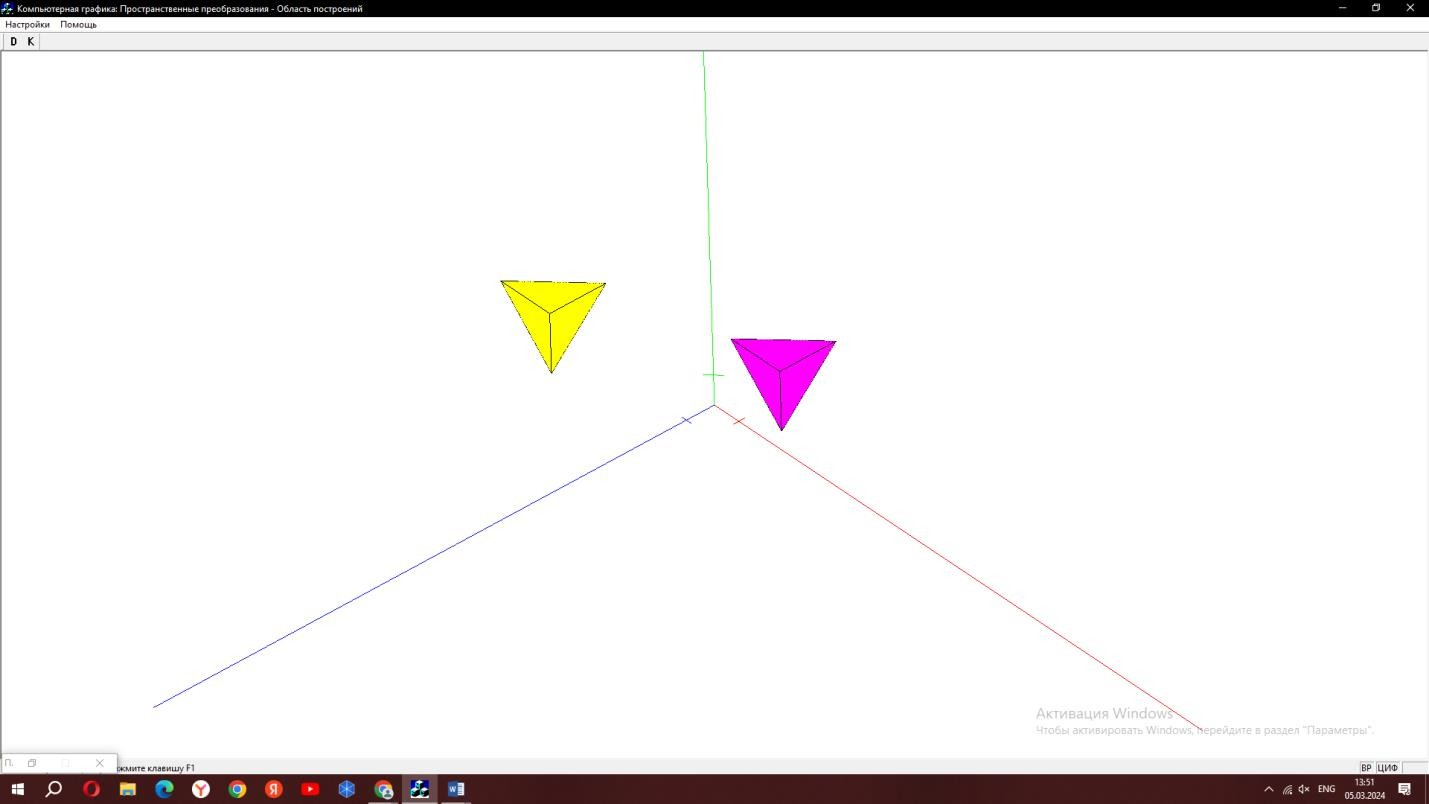 Компьютерная графика: Пространственные преобразования - Область построений
Настройки Помощь
D K
Активация Windows
Чтобы активировать Windows, перейдите в раздел "Параметры".
П.
жмите клавишу F1
ВР ЦИФ
13:51
ENG
05.03.2024